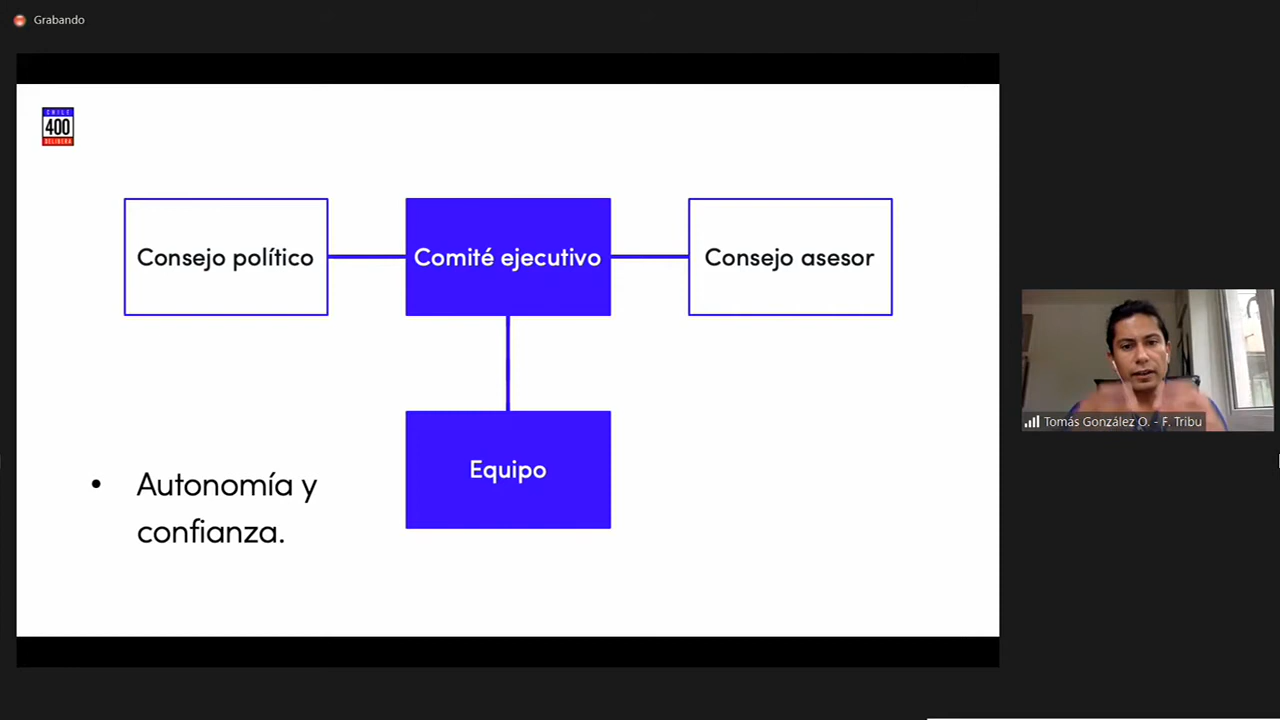 Grabando
CHILE
400
DELIBERA
Consejo político
Comité ejecutivo
Consejo asesor
Equipo
• Autonomía y
confianza.
Tomás González O. - F. Tribu